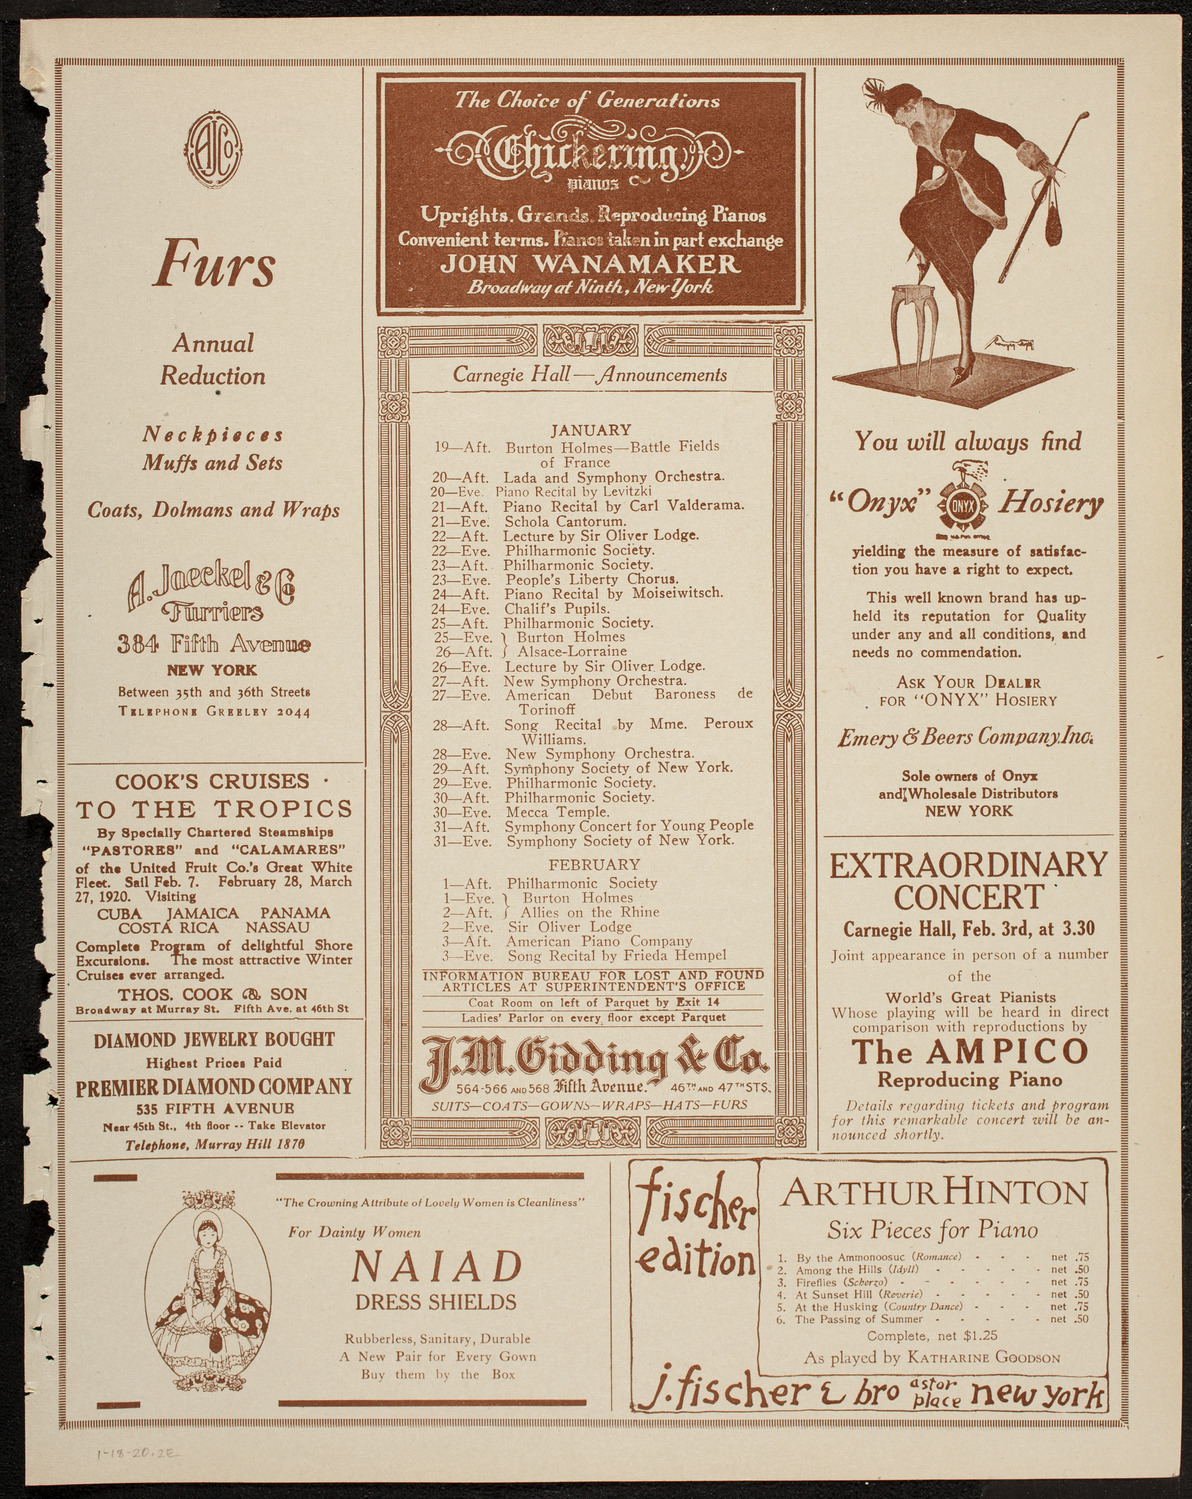 AJCo
Furs
Annual
Reduction
Neckpieces
Muffs and Sets
Coats, Dolmans and Wraps
A. Jaeckel & Co
Furriers
384 Fifth Avenue
NEW YORK
Between 35th and 36th Streets
TELEPHONE GREELEY 2044
COOK'S CRUISES
TO THE TROPICS
By Specially Chartered Steamships
"PASTORES" and "CALAMARES"
of the United Fruit Co.'s Great White
Fleet. Sail Feb. 7. February 28, March
27, 1920. Visiting
CUBA JAMAICA PANAMA
COSTA RICA NASSAU
Complete Program of delightful Shore
Excursions. The most attractive Winter
Cruises ever arranged.
THOS. COOK & SON
Broadway at Murray St. Fifth Ave. at 46th St
DIAMOND JEWELRY BOUGHT
Highest Prices Paid
PREMIER DIAMOND COMPANY
535 FIFTH AVENUE
Near 45th St., 4th floor -- Take Elevator
Telephone, Murray Hill 1870
The Choice of Generations
Chickering
pianos
Uprights. Grands. Reproducing Pianos
Convenient terms. Pianos taken in part exchange
JOHN WANAMAKER
Broadway at Ninth, New York
Carnegie Hall—Announcements
JANUARY
19—Aft. Burton Holmes—Battle Fields
of France
20—Aft. Lada and Symphony Orchestra.
20—Eve. Piano Recital by Levitzki
21—Aft. Piano Recital by Carl Valderama.
21—Eve. Schola Cantorum.
22—Aft. Lecture by Sir Oliver Lodge.
22—Eve. Philharmonic Society.
23—Aft. Philharmonic Society.
23—Eve. People's Liberty Chorus.
24—Aft. Piano Recital by Moiseiwitsch.
24—Eve. Chalif's Pupils.
25—Aft. Philharmonic Society.
25—Eve. } Burton Holmes
26—Aft. } Alsace-Lorraine
26—Eve. Lecture by Sir Oliver Lodge.
27—Aft. New Symphony Orchestra.
27—Eve. American Debut Baroness de
Torinoff
28—Aft. Song Recital by Mme. Peroux
Williams.
28—Eve. New Symphony Orchestra.
29—Aft. Symphony Society of New York.
29—Eve. Philharmonic Society.
30—Aft. Philharmonic Society.
30—Eve. Mecca Temple.
31—Aft. Symphony Concert for Young People
31—Eve. Symphony Society of New York.
FEBRUARY
1—Aft. Philharmonic Society
1—Eve. } Burton Holmes
2—Aft. } Allies on the Rhine
2—Eve. Sir Oliver Lodge
3—Aft. American Piano Company
3—Eve. Song Recital by Frieda Hempel
INFORMATION BUREAU FOR LOST AND FOUND
ARTICLES AT SUPERINTENDENT'S OFFICE
Coat Room on left of Parquet by Exit 14
Ladies' Parlor on every floor except Parquet
J.M. Gidding & Co.
564-566 AND 568 Fifth Avenue. 46TH AND 47TH STS.
SUITS—COATS—GOWNS—WRAPS—HATS—FURS
You will always find
"Onyx" ONYX Hosiery
yielding the measure of satisfac-
tion you have a right to expect.
This well known brand has up-
held its reputation for Quality
under any and all conditions, and
needs no commendation.
ASK YOUR DEALER
FOR "ONYX" HOSIERY
Emery & Beers Company. Inc.
Sole owners of Onyx
and Wholesale Distributors
NEW YORK
EXTRAORDINARY
CONCERT
Carnegie Hall, Feb. 3rd, at 3.30
Joint appearance in person of a number
of the
World's Great Pianists
Whose playing will be heard in direct
comparison with reproductions by
The AMPICO
Reproducing Piano
Details regarding tickets and program
for this remarkable concert will be an-
nounced shortly.
"The Crowning Attribute of Lovely Women is Cleanliness"
For Dainty Women
NAIAD
DRESS SHIELDS
Rubberless, Sanitary, Durable
A New Pair for Every Gown
Buy them by the Box
fischer
edition
ARTHUR HINTON
Six Pieces for Piano
1. By the Ammonoosuc (Romance) - - - net .75
2. Among the Hills (Idyll) - - - - - net .50
3. Fireflies (Scherzo) - - - - - - net .75
4. At Sunset Hill (Reverie) - - - - - net .50
5. At the Husking (Country Dance) - - - - net .75
6. The Passing of Summer - - - - - net .50
Complete, net $1.25
As played by KATHARINE GOODSON
j. fischer & bro astor place new york
1-18-20.2E